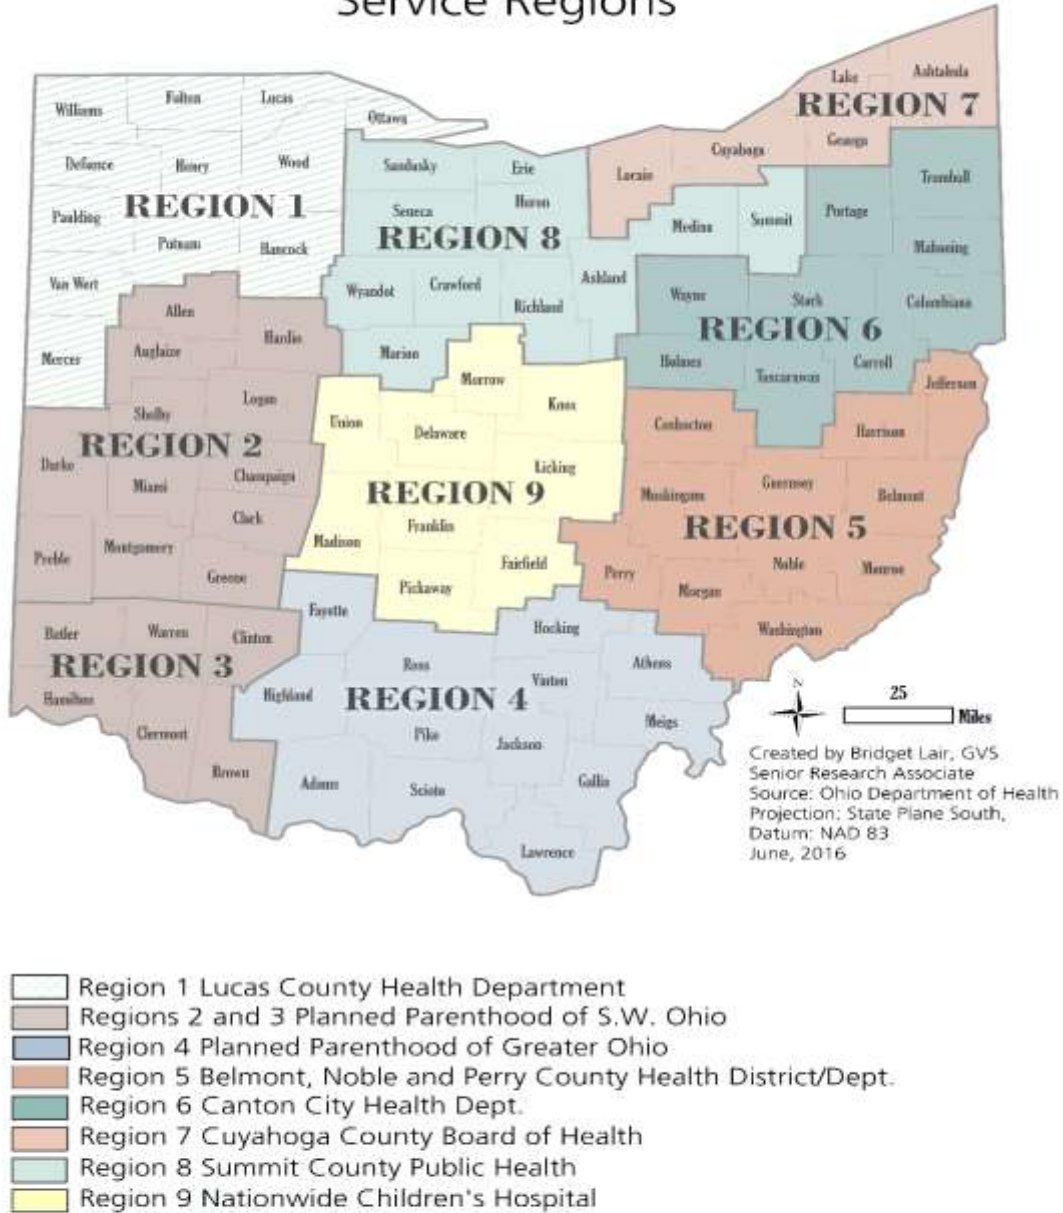 Service Regions
Lake
Ashtabula
REGION 7
Williams
Fulton
Lucas
Ottawa
Geauga
Cuyahoga
Defiance
Henry
Wood
Sandusky
Erie
Lorain
Trumbull
Paulding
REGION 1
Seneca
Huron
Medina
Summit
Portage
Putnam
Hancock
REGION 8
Mahoning
Van Wert
Wyandot
Crawford
Ashland
Richland
Wayne
Stark
Columbiana
Allen
REGION 6
Hardin
Mercer
Auglaize
Marion
Holmes
Carroll
Tuscarawas
Morrow
Jefferson
Logan
Knox
Shelby
Union
Delaware
Coshocton
Harrison
REGION 2
Darke
Miami
Champaign
Licking
Guernsey
Muskingum
Belmont
REGION 9
Clark
Franklin
REGION 5
Madison
Preble
Montgomery
Greene
Fairfield
Perry
Noble
Monroe
Pickaway
Morgan
Fayette
Butler
Warren
Clinton
Hocking
Washington
REGION 3
Ross
Athens
Vinton
Hamilton
Highland
REGION 4
Clermont
Pike
Jackson
Meigs
Brown
Adams
Scioto
Gallia
Lawrence
N
25
Miles
Created by Bridget Lair, GVS
Senior Research Associate
Source: Ohio Department of Health
Projection: State Plane South,
Datum: NAD 83
June, 2016
Region 1 Lucas County Health Department
Regions 2 and 3 Planned Parenthood of S.W. Ohio
Region 4 Planned Parenthood of Greater Ohio
Region 5 Belmont, Noble and Perry County Health District/Dept.
Region 6 Canton City Health Dept.
Region 7 Cuyahoga County Board of Health
Region 8 Summit County Public Health
Region 9 Nationwide Children's Hospital